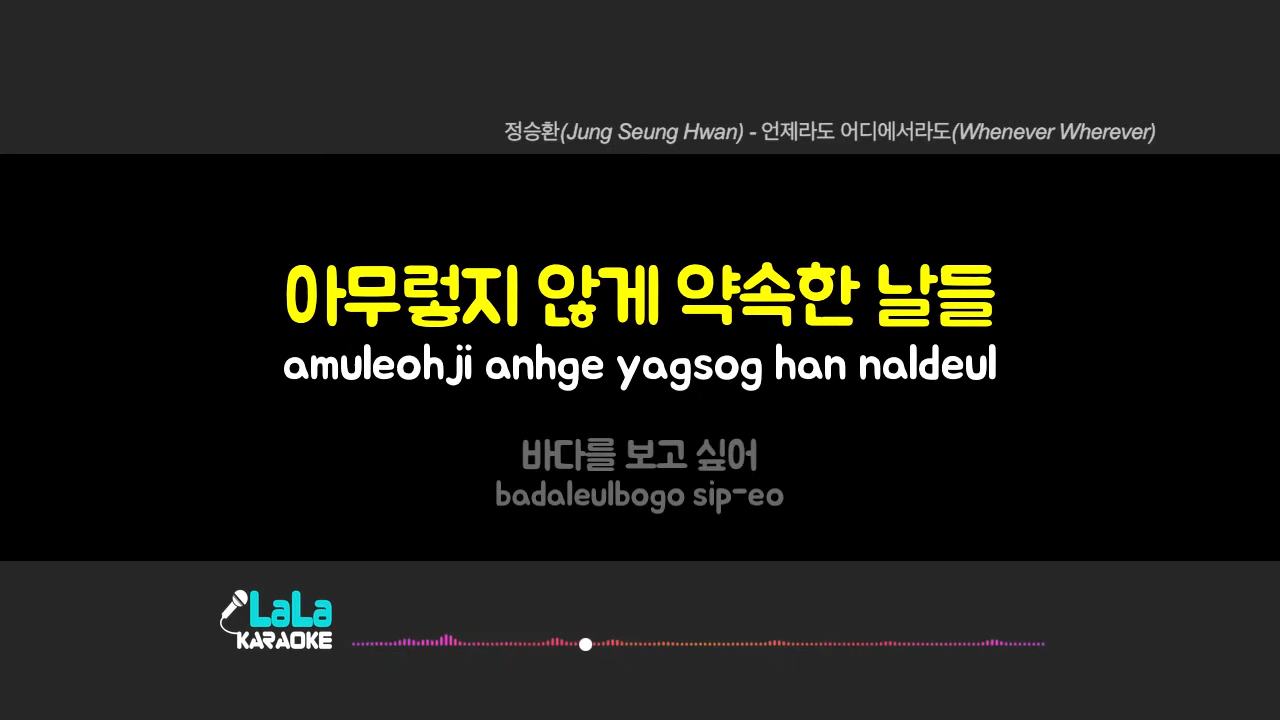 정승환(Jung Seung Hwan) - 언제라도 어디에서라도(Whenever Wherever)
아무렇지 않게 약속한 날들
amuleohji anhge yagsog han naldeul
바다를 보고 싶어
badaleulbogo sip-eo
LaLa
KARAOKE